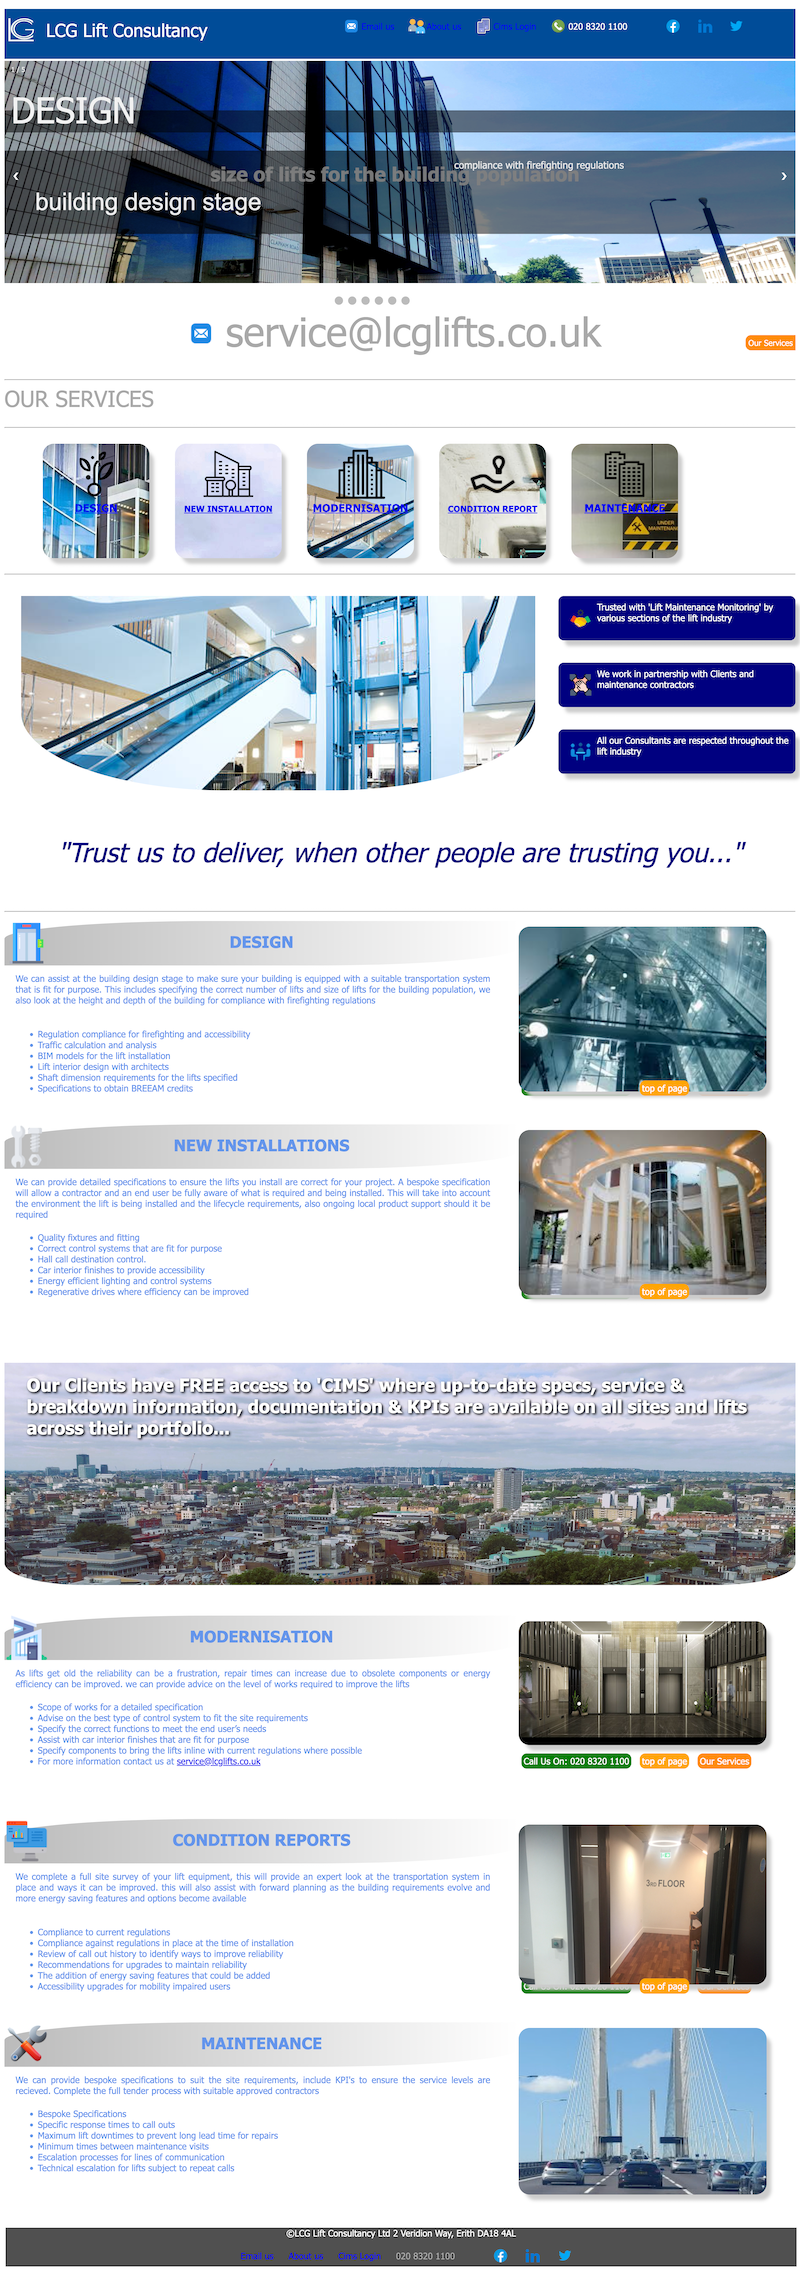 LCG Lift Consultancy
Email us About us Cims Login 020 8320 1100
DESIGN
compliance with firefighting regulations
size of lifts for the building population
building design stage
service@lcglifts.co.uk
Our Services
OUR SERVICES
DESIGN
NEW INSTALLATION
MODERNISATION
CONDITION REPORT
MAINTENANCE
UNDER
MAINTENANCE
Trusted with 'Lift Maintenance Monitoring' by
various sections of the lift industry
We work in partnership with Clients and
maintenance contractors
All our Consultants are respected throughout the
lift industry
"Trust us to deliver, when other people are trusting you..."
DESIGN
We can assist at the building design stage to make sure your building is equipped with a suitable transportation system
that is fit for purpose. This includes specifying the correct number of lifts and size of lifts for the building population, we
also look at the height and depth of the building for compliance with firefighting regulations
• Regulation compliance for firefighting and accessibility
• Traffic calculation and analysis
• BIM models for the lift installation
• Lift interior design with architects
• Shaft dimension requirements for the lifts specified
• Specifications to obtain BREEAM credits
top of page
NEW INSTALLATIONS
We can provide detailed specifications to ensure the lifts you install are correct for your project. A bespoke specification
will allow a contractor and an end user be fully aware of what is required and being installed. This will take into account
the environment the lift is being installed and the lifecycle requirements, also ongoing local product support should it be
required
• Quality fixtures and fitting
• Correct control systems that are fit for purpose
• Hall call destination control.
• Car interior finishes to provide accessibility
• Energy efficient lighting and control systems
• Regenerative drives where efficiency can be improved
top of page
Our Clients have FREE access to 'CIMS' where up-to-date specs, service &
breakdown information, documentation & KPIs are available on all sites and lifts
across their portfolio...
MODERNISATION
As lifts get old the reliability can be a frustration, repair times can increase due to obsolete components or energy
efficiency can be improved. we can provide advice on the level of works required to improve the lifts
• Scope of works for a detailed specification
• Advise on the best type of control system to fit the site requirements
• Specify the correct functions to meet the end user's needs
• Assist with car interior finishes that are fit for purpose
• Specify components to bring the lifts inline with current regulations where possible
• For more information contact us at service@lcglifts.co.uk
Call Us On: 020 8320 1100 top of page Our Services
CONDITION REPORTS
We complete a full site survey of your lift equipment, this will provide an expert look at the transportation system in
place and ways it can be improved. this will also assist with forward planning as the building requirements evolve and
more energy saving features and options become available
• Compliance to current regulations
• Compliance against regulations in place at the time of installation
• Review of call out history to identify ways to improve reliability
• Recommendations for upgrades to maintain reliability
• The addition of energy saving features that could be added
• Accessibility upgrades for mobility impaired users
3RD FLOOR
top of page
MAINTENANCE
We can provide bespoke specifications to suit the site requirements, include KPI's to ensure the service levels are
recieved. Complete the full tender process with suitable approved contractors
• Bespoke Specifications
• Specific response times to call outs
• Maximum lift downtimes to prevent long lead time for repairs
• Minimum times between maintenance visits
• Escalation processes for lines of communication
• Technical escalation for lifts subject to repeat calls
©LCG Lift Consultancy Ltd 2 Veridion Way, Erith DA18 4AL
Email us About us Cims Login 020 8320 1100